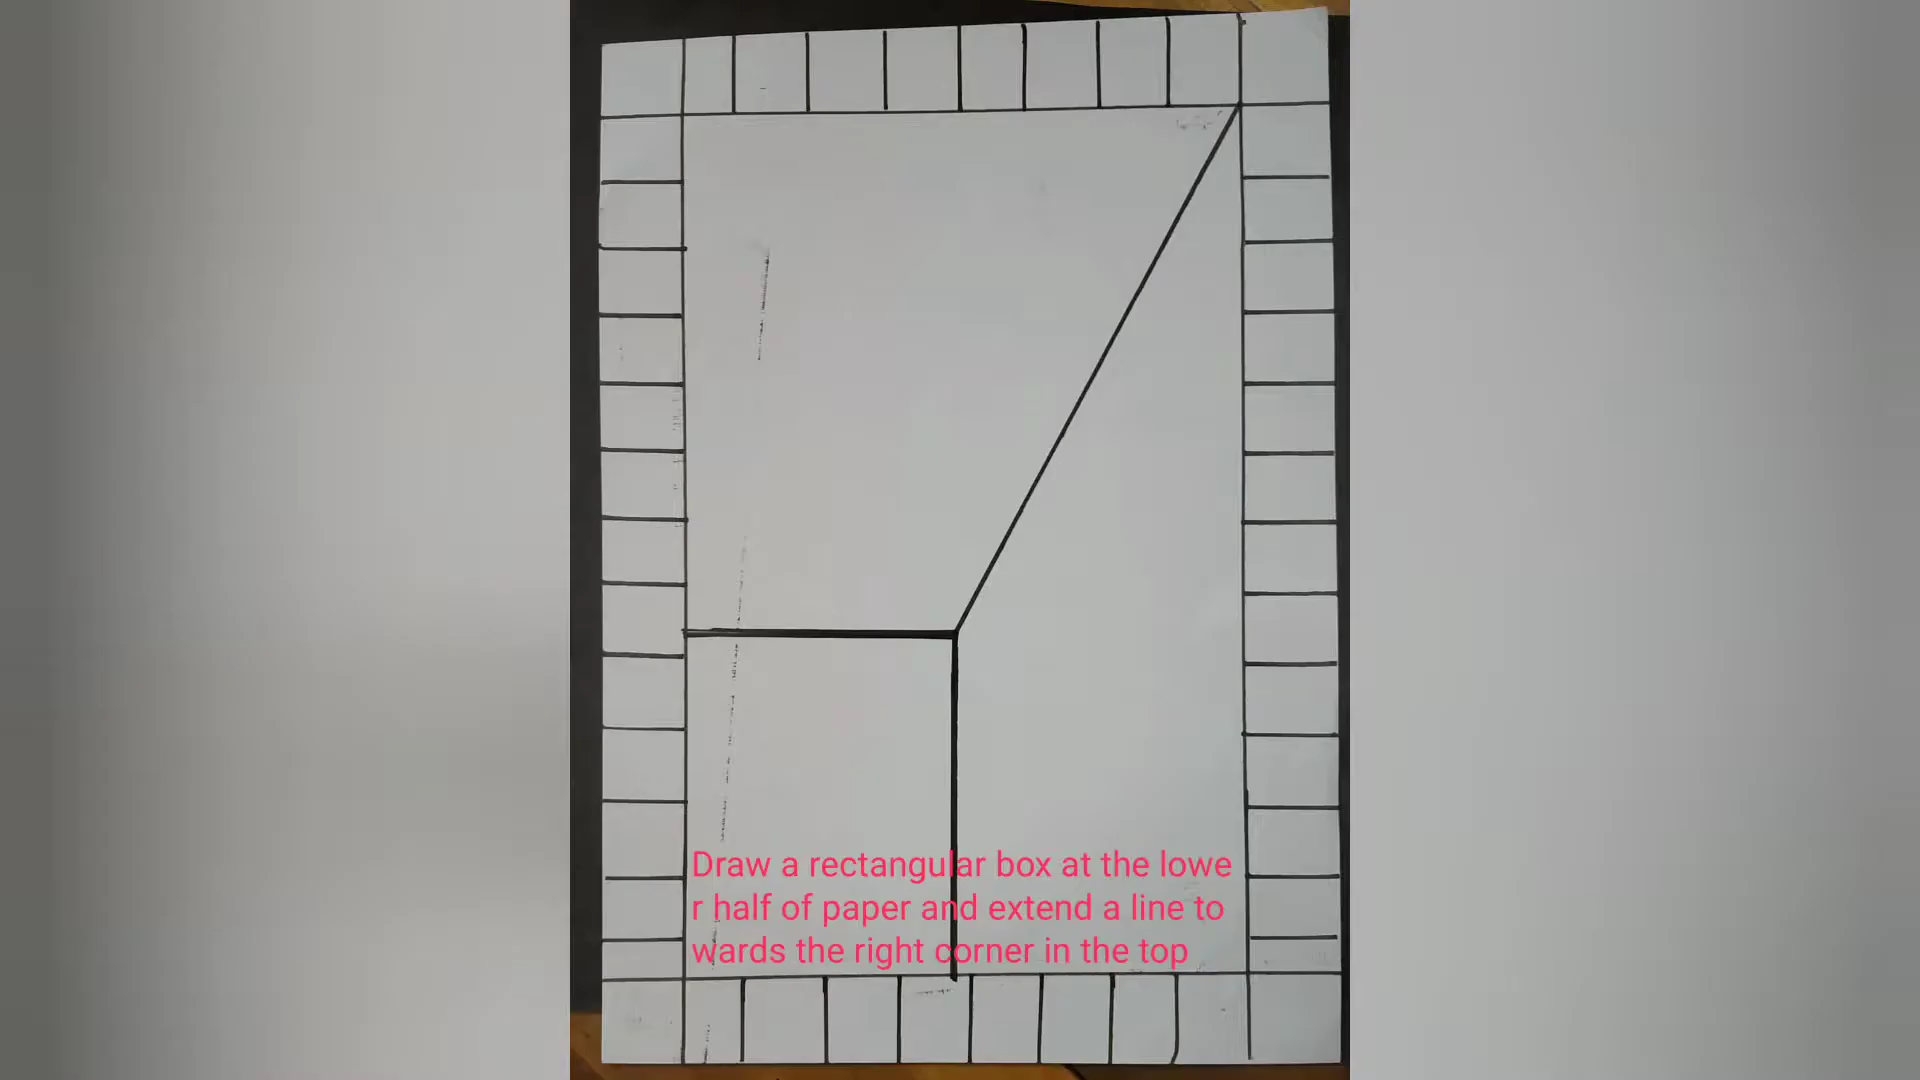 Draw a rectangular box at the lowe
r half of paper and extend a line to
wards the right corner in the top